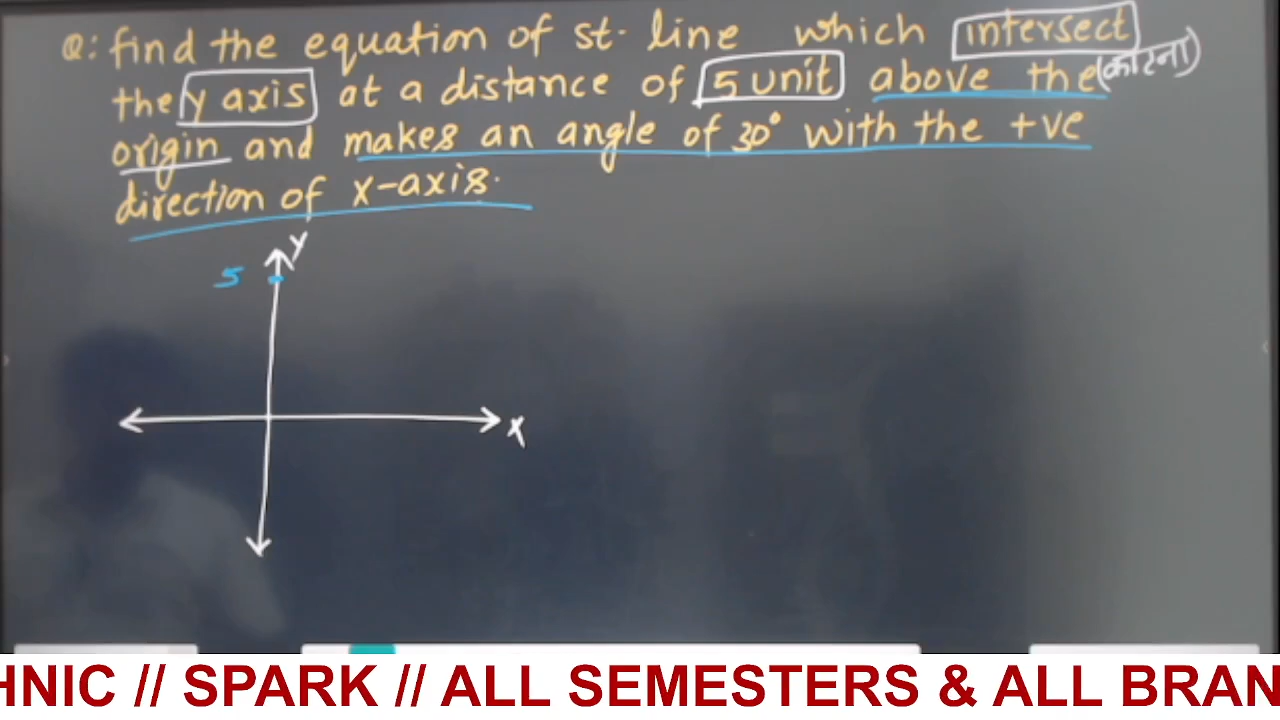 Q: find the equation of st. line which intersect
the y axis at a distance of 5 unit above the (काटना)
origin and makes an angle of 30° with the +ve
direction of x-axis.
y
5
x
HNIC // SPARK // ALL SEMESTERS & ALL BRAN